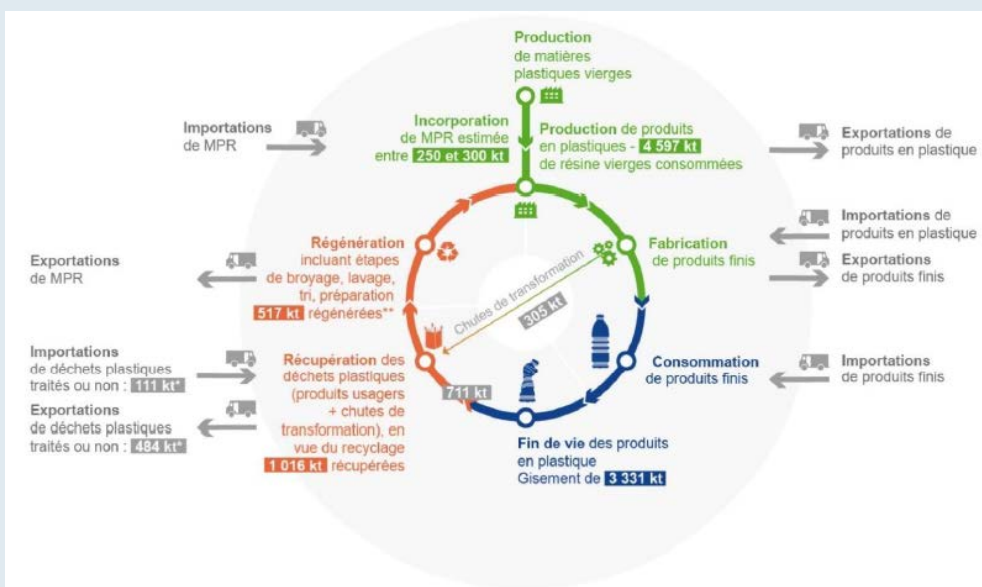 Production
de matières
plastiques vierges
Importations
de MPR
Incorporation
de MPR estimée
entre 250 et 300 kt
Production de produits
en plastiques - 4 597 kt
de résine vierges consommées
Exportations de
produits en plastique
Importations de
produits en plastique
Exportations
de produits finis
Fabrication
de produits finis
Régénération
incluant étapes
de broyage, lavage,
tri, préparation
517 kt régénérées**
Exportations
de MPR
Chutes de transformation
305 kt
Importations
de déchets plastiques
traités ou non : 111 kt*
Exportations
de déchets plastiques
traités ou non : 484 kt*
Récupération des
déchets plastiques
(produits usagers
+ chutes de
transformation), en
vue du recyclage
1 016 kt récupérées
711 kt
Consommation
de produits finis
Importations
de produits finis
Fin de vie des produits
en plastique
Gisement de 3 331 kt